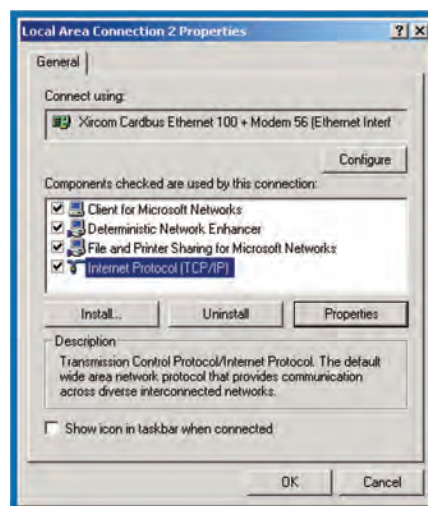 Local Area Connection 2 Properties
General
Connect using:
Xircom Cardbus Ethernet 100 + Modem 56 (Ethernet Interf
Configure
Components checked are used by this connection:
Client for Microsoft Networks
Deterministic Network Enhancer
File and Printer Sharing for Microsoft Networks
Internet Protocol (TCP/IP)
Install... Uninstall Properties
Description
Transmission Control Protocol/Internet Protocol. The default
wide area network protocol that provides communication
across diverse interconnected networks.
Show icon in taskbar when connected
OK Cancel